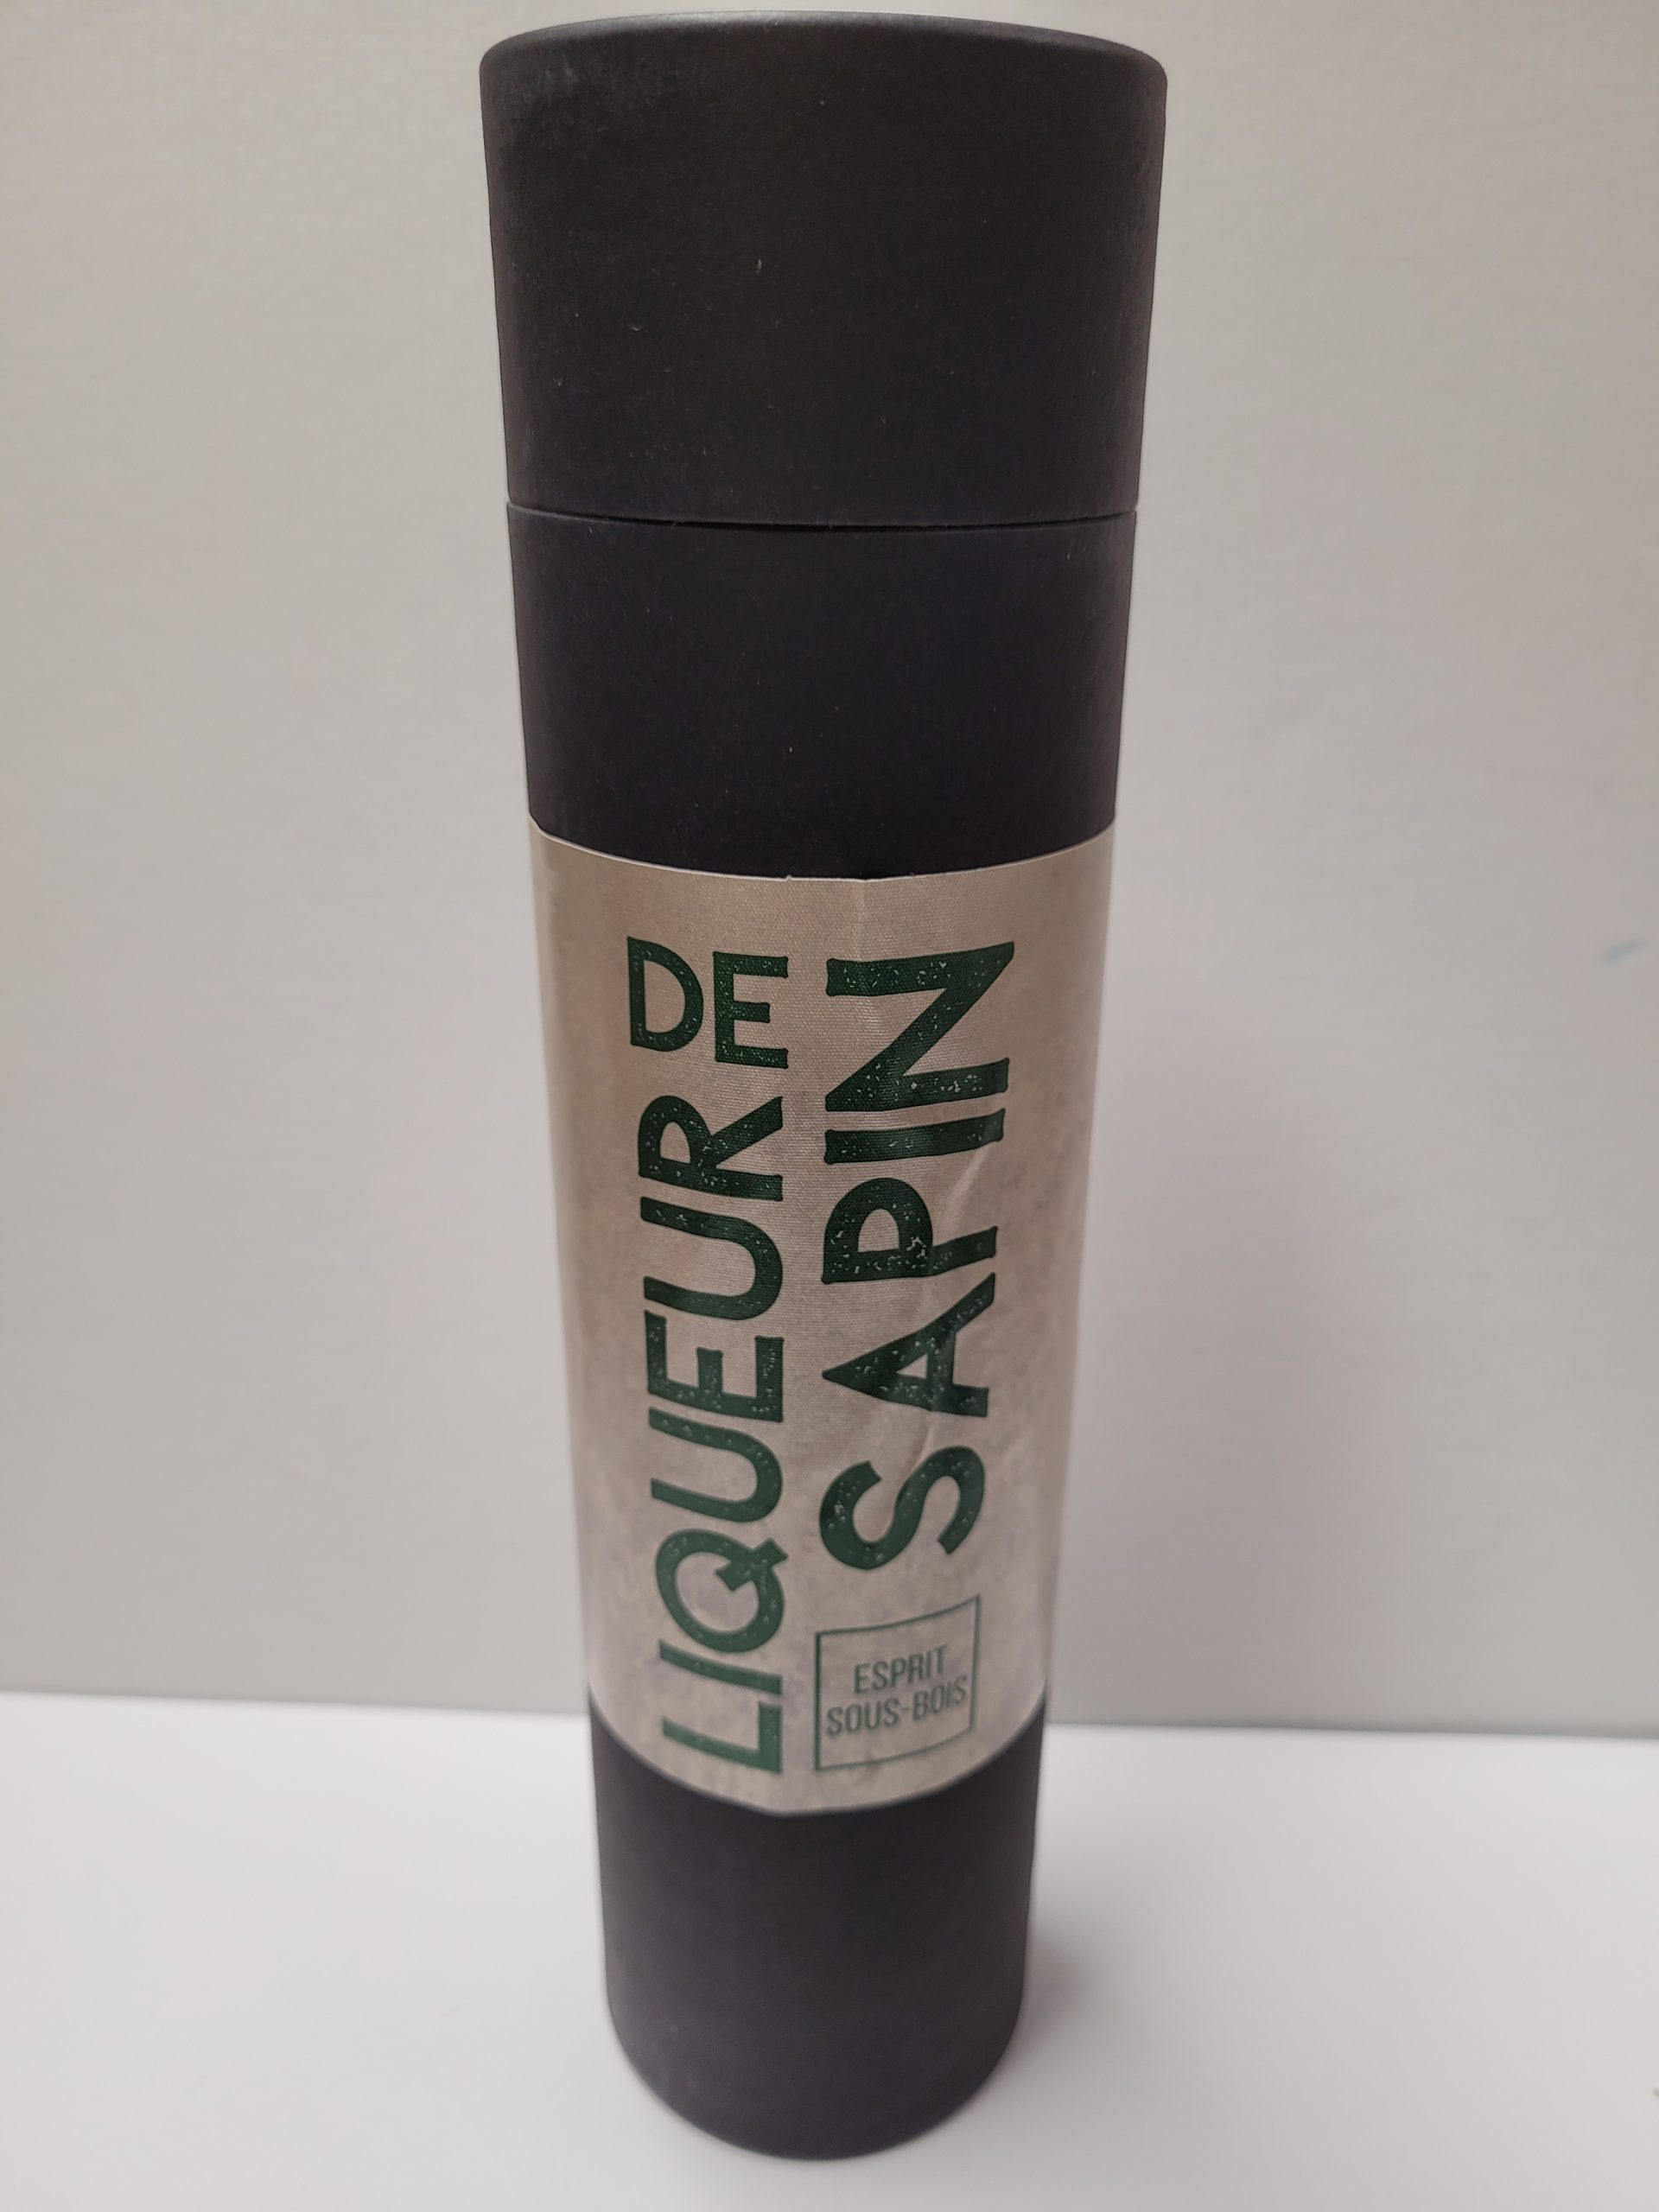 LIQUEUR DE
SAPIN
ESPRIT
SOUS-BOIS